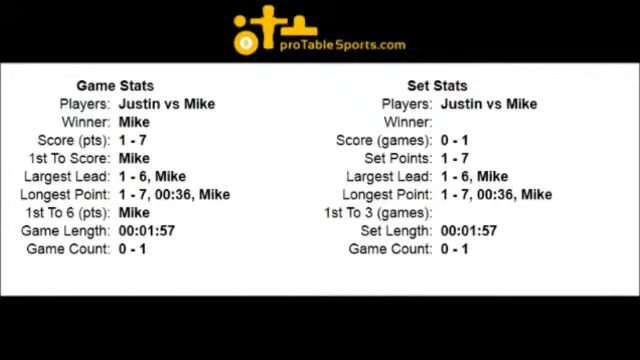 proTableSports.com
Game Stats
Players: Justin vs Mike
Winner: Mike
Score (pts): 1 - 7
1st To Score: Mike
Largest Lead: 1 - 6, Mike
Longest Point: 1 - 7, 00:36, Mike
1st To 6 (pts): Mike
Game Length: 00:01:57
Game Count: 0 - 1
Set Stats
Players: Justin vs Mike
Winner:
Score (games): 0 - 1
Set Points: 1 - 7
Largest Lead: 1 - 6, Mike
Longest Point: 1 - 7, 00:36, Mike
1st To 3 (games):
Set Length: 00:01:57
Game Count: 0 - 1